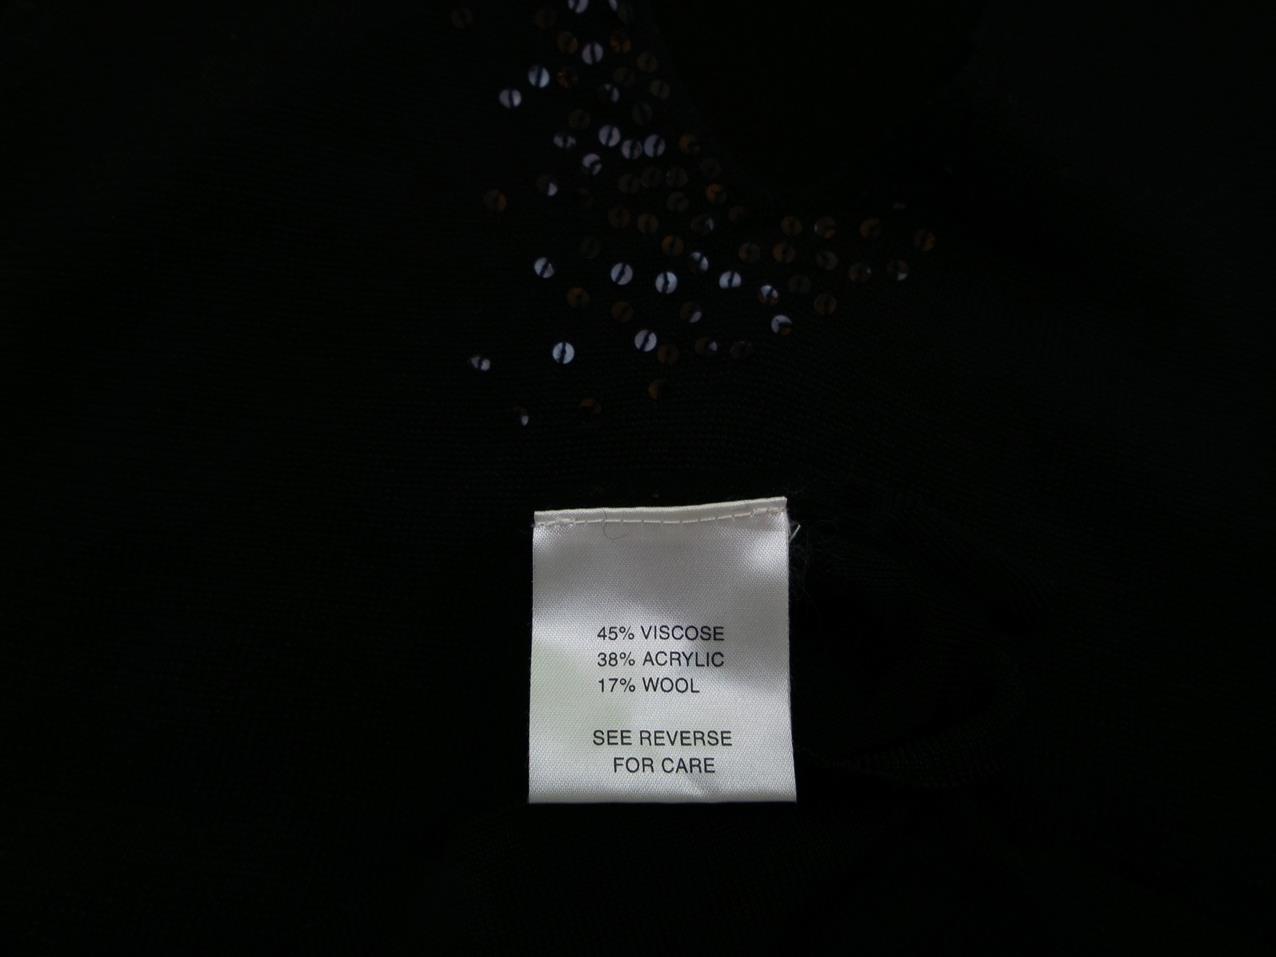 45% VISCOSE
38% ACRYLIC
17% WOOL
SEE REVERSE
FOR CARE